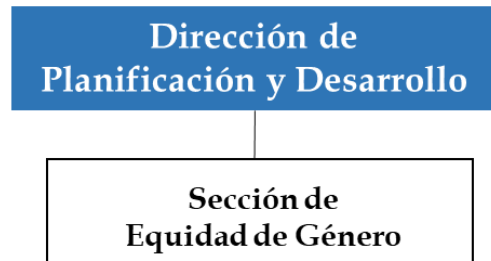 Dirección de
Planificación y Desarrollo
Sección de
Equidad de Género